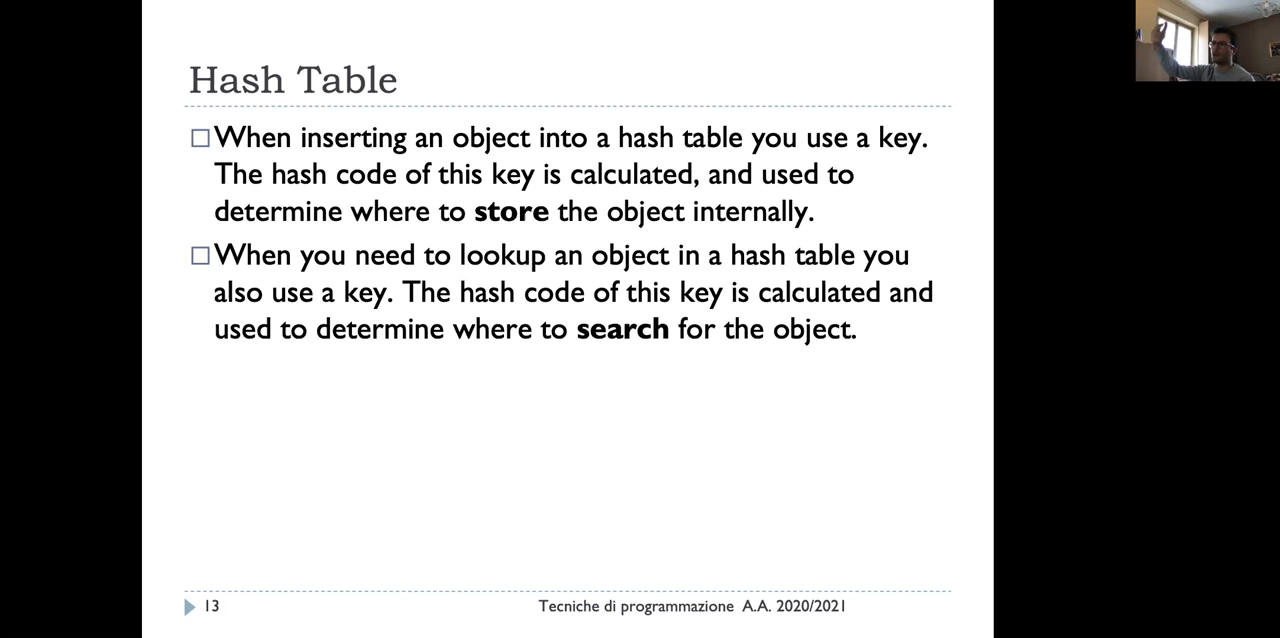 Hash Table
When inserting an object into a hash table you use a key.
The hash code of this key is calculated, and used to
determine where to store the object internally.
When you need to lookup an object in a hash table you
also use a key. The hash code of this key is calculated and
used to determine where to search for the object.
13
Tecniche di programmazione A.A. 2020/2021